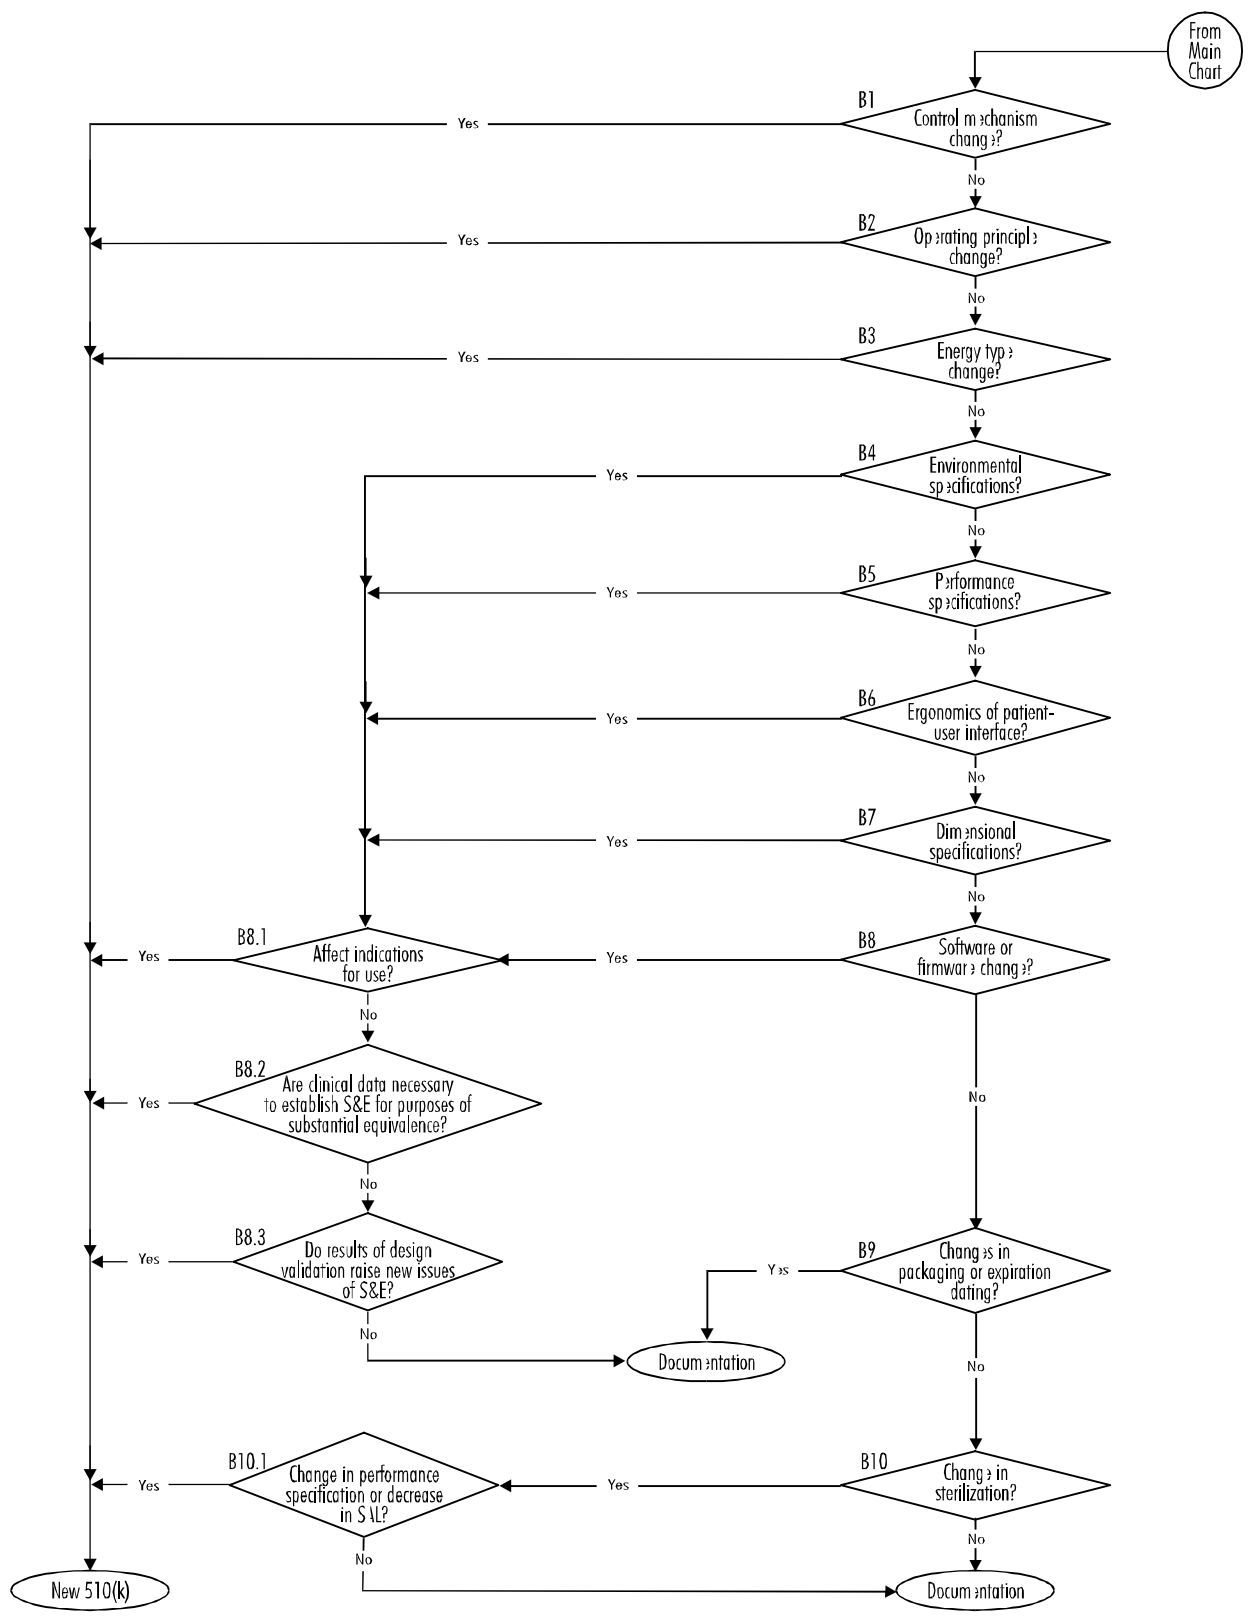 From
Main
Chart
B1
Control mechanism
change?
Yes
No
B2
Operating principle
change?
Yes
No
B3
Energy type
change?
Yes
No
B4
Environmental
specifications?
Yes
No
B5
Performance
specifications?
Yes
No
B6
Ergonomics of patient-
user interface?
Yes
No
B7
Dimensional
specifications?
Yes
No
B8
Software or
firmware change?
Yes
No
B8.1
Affect indications
for use?
Yes
No
B8.2
Are clinical data necessary
to establish S&E for purposes of
substantial equivalence?
Yes
No
B8.3
Do results of design
validation raise new issues
of S&E?
Yes
No
B9
Changes in
packaging or expiration
dating?
Yes
No
Documentation
B10
Change in
sterilization?
Yes
No
B10.1
Change in performance
specification or decrease
in SAL?
Yes
No
New 510(k)
Documentation